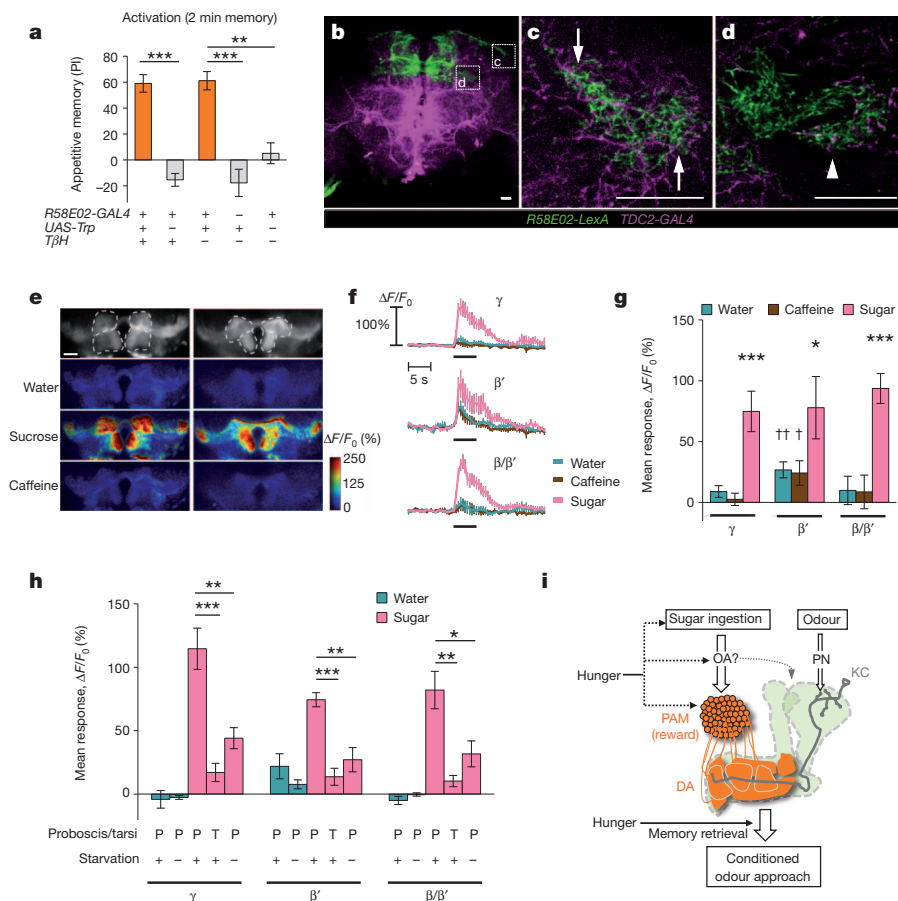 Activation (2 min memory)
a
Appetitive memory (PI)
80
60
40
20
0
−20
*** *** **
R58E02-GAL4 + + + − +
UAS-Trp + − + + −
TβH + + − − −
b
c
d
c
d
R58E02-LexA TDC2-GAL4
e
Water
Sucrose
Caffeine
ΔF/F0 (%)
250
125
0
f
ΔF/F0
100%
5 s
γ
β′
β/β′
Water
Caffeine
Sugar
g
Water Caffeine Sugar
Mean response, ΔF/F0 (%)
150
100
50
0
*** * ***
†† †
γ β′ β/β′
h
Water
Sugar
Mean response, ΔF/F0 (%)
150
100
50
0
** ** *
*** *** **
Proboscis/tarsi P P P T P P P P T P P P P T P
Starvation + − + + − + − + + − + − + + −
γ β′ β/β′
i
Sugar ingestion Odour
OA? PN
KC
Hunger
PAM
(reward)
DA
Hunger
Memory retrieval
Conditioned
odour approach